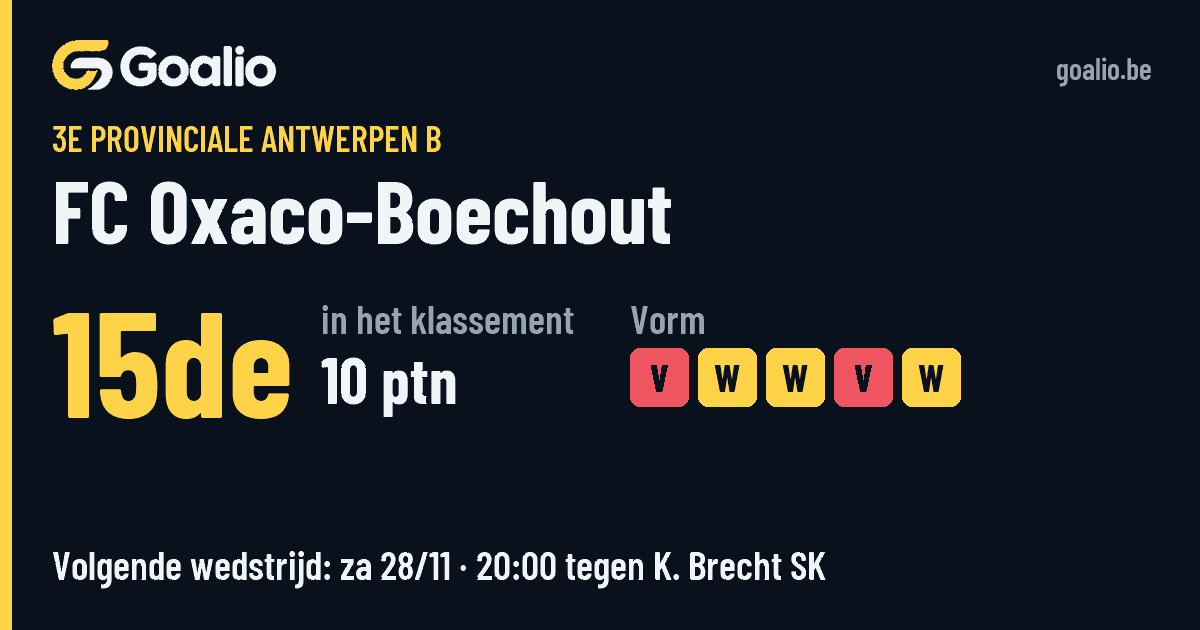 Goalio
goalio.be
3E PROVINCIALE ANTWERPEN B
FC Oxaco-Boechout
15de
in het klassement
10 ptn
Vorm
V W W V W
Volgende wedstrijd: za 28/11 · 20:00 tegen K. Brecht SK